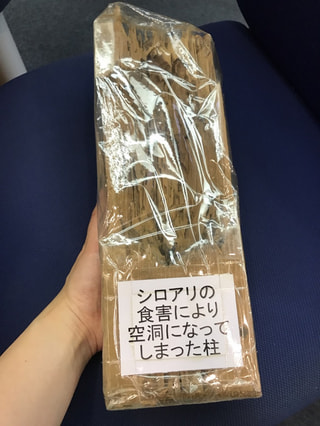 シロアリの
食害により
空洞になって
しまった柱